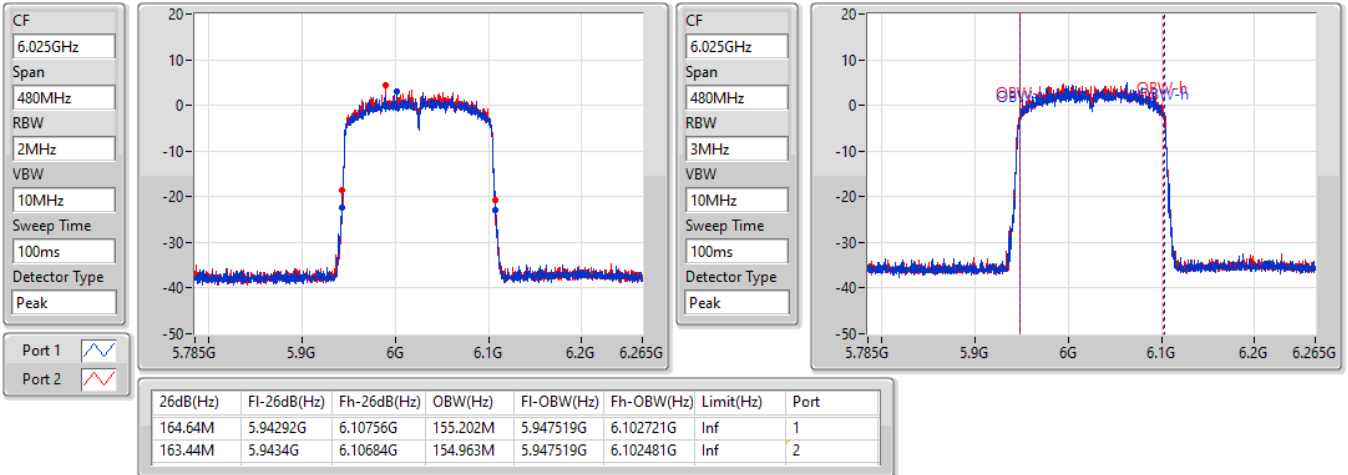 CF
6.025GHz
Span
480MHz
RBW
2MHz
VBW
10MHz
Sweep Time
100ms
Detector Type
Peak
20
10
0
-10
-20
-30
-40
-50
5.785G 5.9G 6G 6.1G 6.2G 6.265G
CF
6.025GHz
Span
480MHz
RBW
3MHz
VBW
10MHz
Sweep Time
100ms
Detector Type
Peak
20
10
0
-10
-20
-30
-40
-50
OBW-h
OBW-h
5.785G 5.9G 6G 6.1G 6.2G 6.265G
Port 1
Port 2
26dB(Hz) Fl-26dB(Hz) Fh-26dB(Hz) OBW(Hz) Fl-OBW(Hz) Fh-OBW(Hz) Limit(Hz) Port
164.64M 5.94292G 6.10756G 155.202M 5.947519G 6.102721G Inf 1
163.44M 5.9434G 6.10684G 154.963M 5.947519G 6.102481G Inf 2